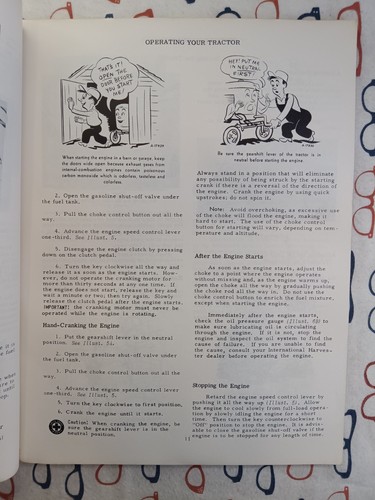 OPERATING YOUR TRACTOR
THAT'S IT!
OPEN THE
DOOR BEFORE
YOU START
ME!
When starting the engine in a barn or garage, keep
the doors wide open because exhaust gases from
internal-combustion engines contain poisonous
carbon monoxide which is odorless, tasteless and
colorless.
2. Open the gasoline shut-off valve under
the fuel tank.
3. Pull the choke control button out all the
way.
4. Advance the engine speed control lever
one-third. See Illust. 5.
5. Disengage the engine clutch by pressing
down on the clutch pedal.
6. Turn the key clockwise all the way and
release it as soon as the engine starts. How-
ever, do not operate the cranking motor for
more than thirty seconds at any one time. If
the engine does not start, release the key and
wait a minute or two; then try again. Slowly
release the clutch pedal after the engine starts.
IMPORTANT: the cranking motor must never be
operated while the engine is rotating.
Hand-Cranking the Engine
1. Put the gearshift lever in the neutral
position. See Illust.
2. Open the gasoline shut-off valve under
the fuel tank.
3. Pull the choke control button out all the
way.
4. Advance the engine speed control lever
one-third. See Illust. 5.
5. Turn the key clockwise to first position.
6. Crank the engine until it starts.
Caution! When cranking the engine, be
sure the gearshift lever is in the
neutral position.
HEY! PUT ME
IN NEUTRAL
FIRST!
Be sure the gearshift lever of the tractor is in
neutral before starting the engine.
Always stand in a position that will eliminate
any possibility of being struck by the starting
crank if there is a reversal of the direction
of the engine. Crank the engine by using quick
upstrokes; do not spin it.
Note: Avoid overchoking, as excessive use
of the choke will flood the engine, making it
hard to start. The use of the choke control
button for starting will vary, depending on tem-
perature and altitude.
After the Engine Starts
As soon as the engine starts, adjust the
choke to a point where the engine operates
without missing and, as the engine warms up,
open the choke all the way by gradually pushing
the choke rod all the way in. Do not use the
choke control button to enrich the fuel mixture,
except when starting the engine.
Immediately after the engine starts,
check the oil pressure gauge to
make sure lubricating oil is circulating
through the engine. If it is not, stop the
engine and inspect the oil system to find the
cause of failure. If you are unable to find
the cause, consult your International Harves-
ter dealer before operating the engine.
Stopping the Engine
Retard the engine speed control lever by
pushing it all the way up Allow
the engine to cool slowly from full-load opera-
tion by slowly idling the engine for a short
time. Then turn the key counterclockwise to
"Off" position to stop the engine. It is advis-
able to close the gasoline shut-off valve if the
engine is to be stopped for any length of time.
11